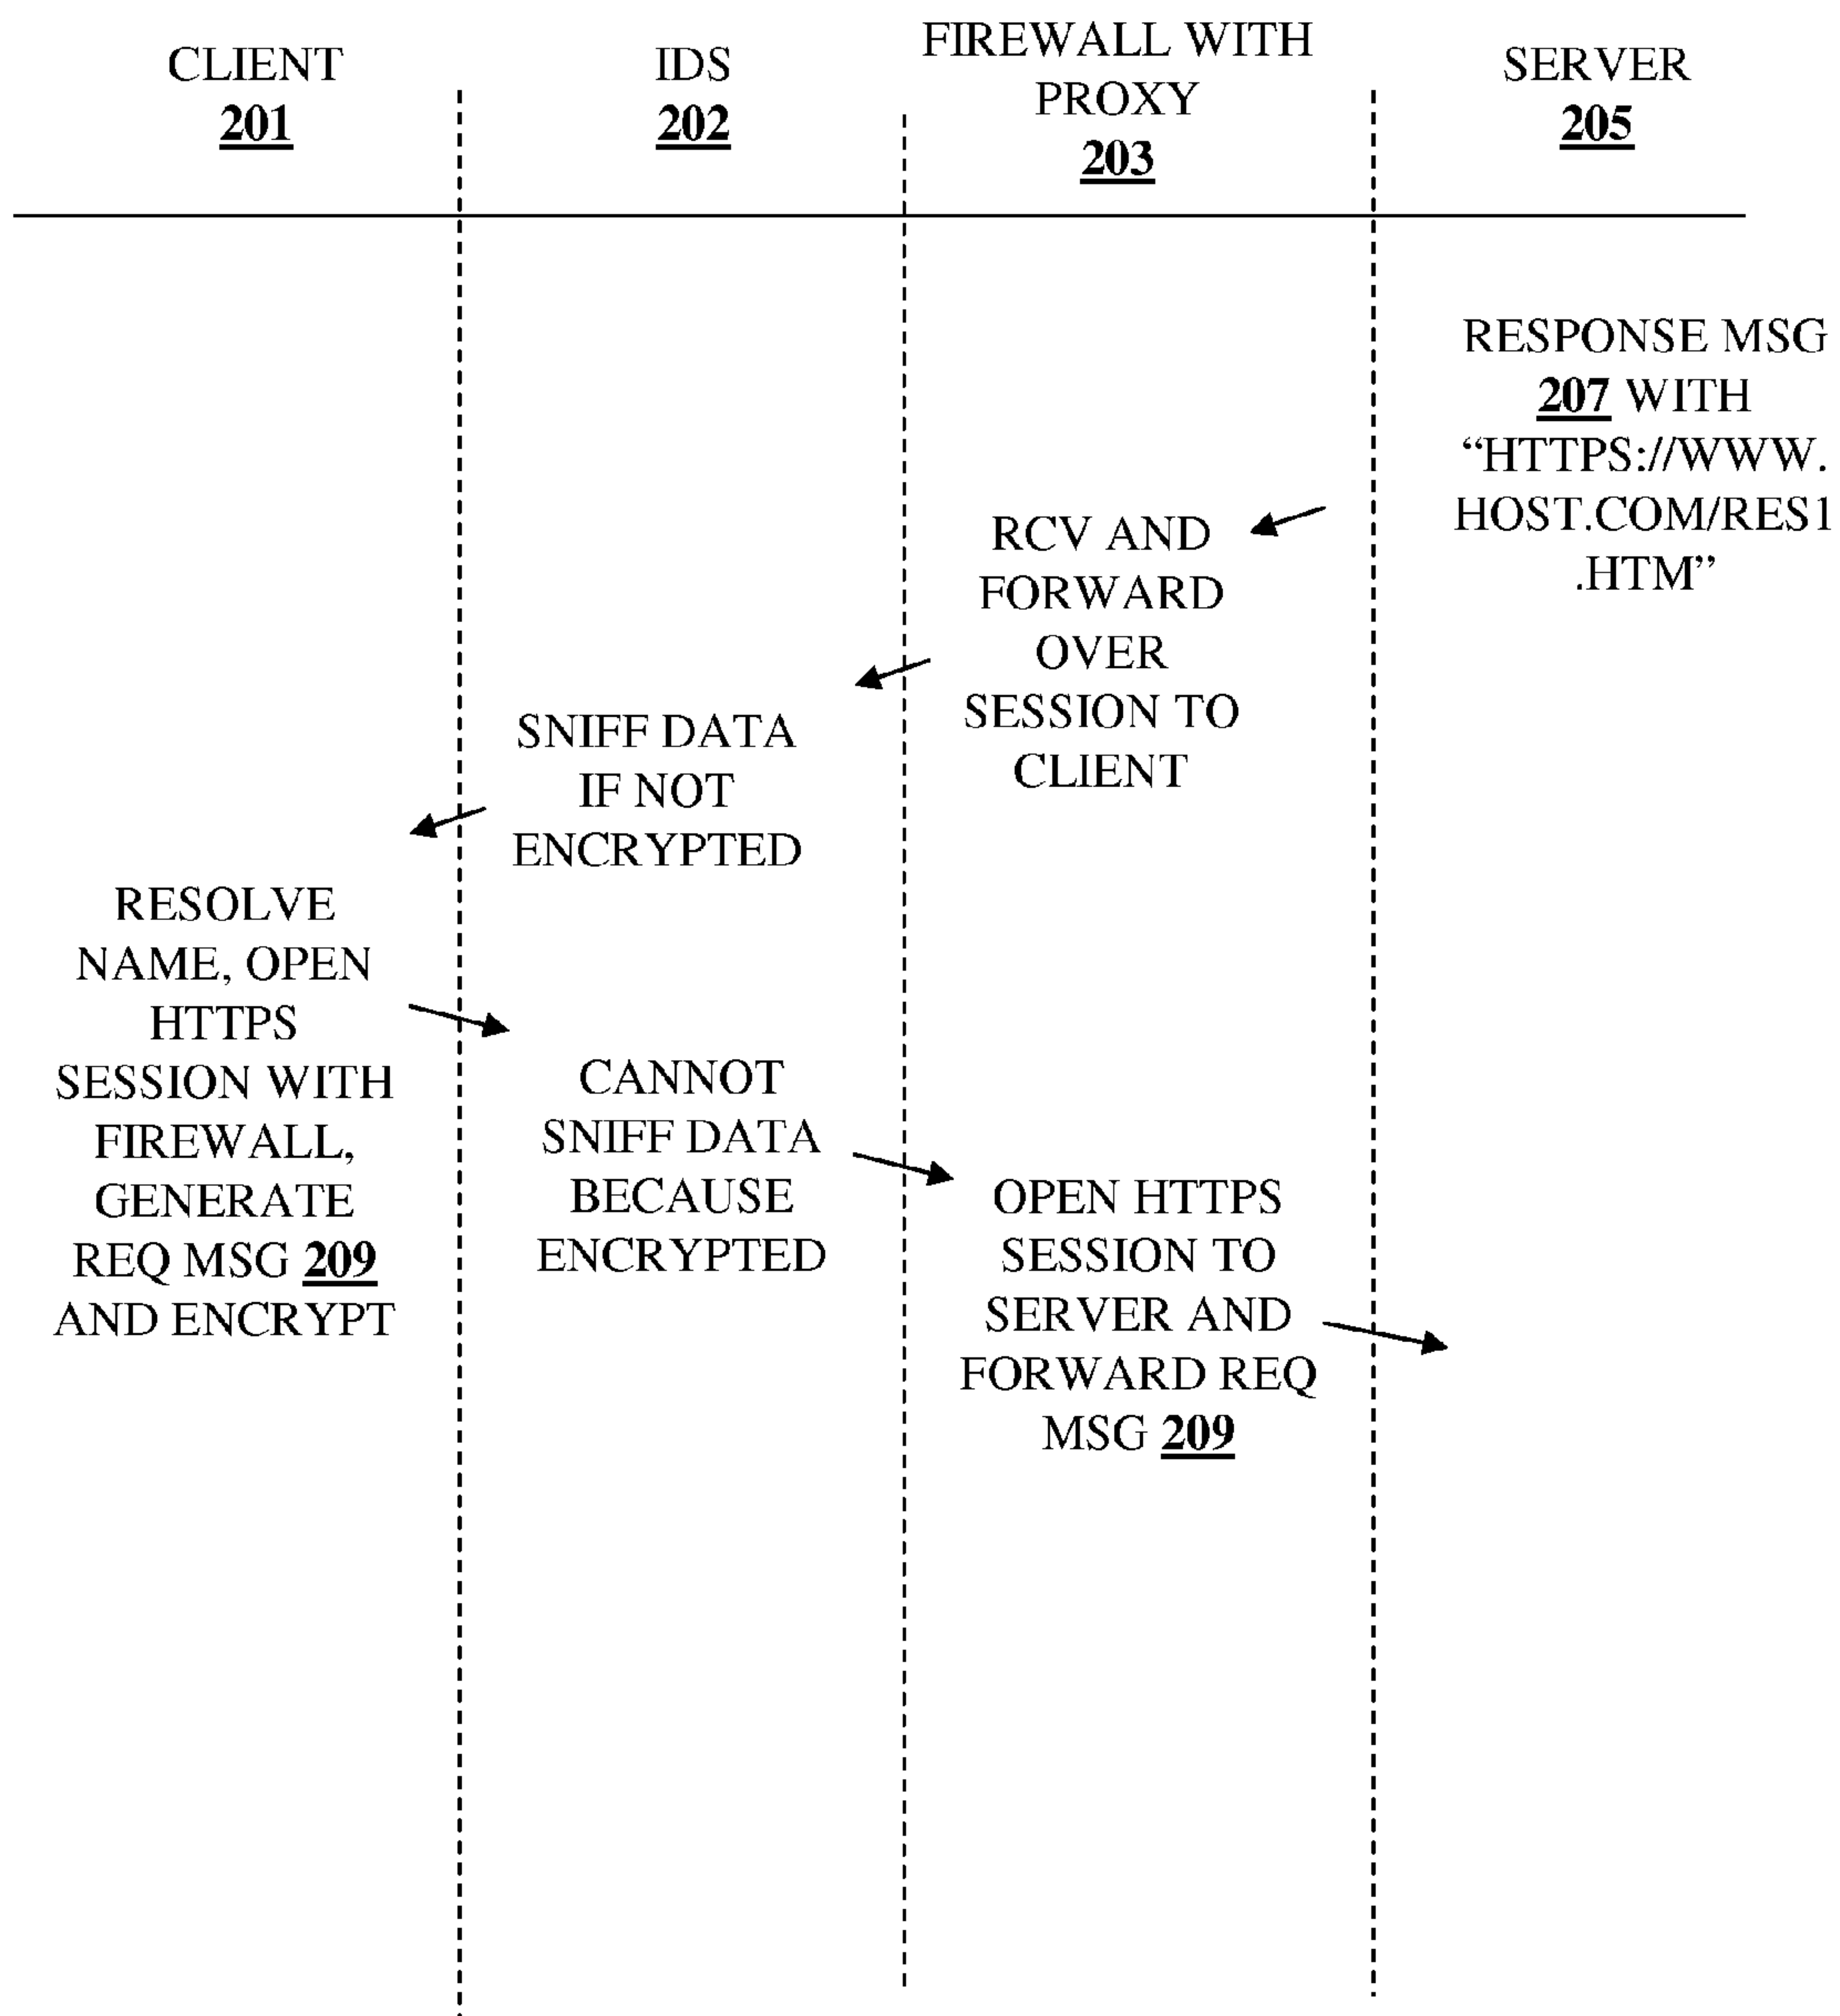 CLIENT
201
IDS
202
FIREWALL WITH
PROXY
203
SERVER
205
RESPONSE MSG
207 WITH
“HTTPS://WWW.
HOST.COM/RES1
.HTM”
RCV AND
FORWARD
OVER
SESSION TO
CLIENT
SNIFF DATA
IF NOT
ENCRYPTED
RESOLVE
NAME, OPEN
HTTPS
SESSION WITH
FIREWALL,
GENERATE
REQ MSG 209
AND ENCRYPT
CANNOT
SNIFF DATA
BECAUSE
ENCRYPTED
OPEN HTTPS
SESSION TO
SERVER AND
FORWARD REQ
MSG 209